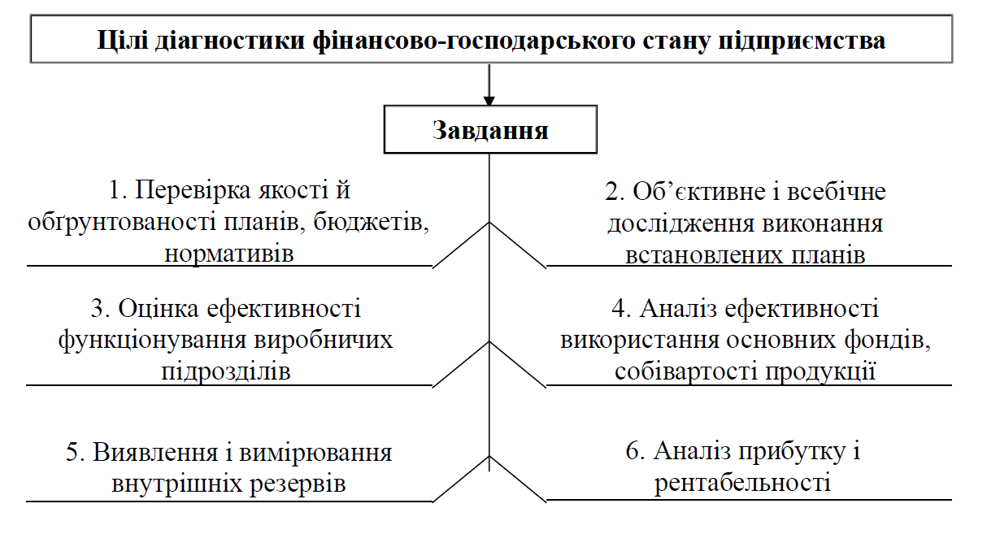 Цілі діагностики фінансово-господарського стану підприємства
Завдання
1. Перевірка якості й
обґрунтованості планів, бюджетів,
нормативів
2. Об’єктивне і всебічне
дослідження виконання
встановлених планів
3. Оцінка ефективності
функціонування виробничих
підрозділів
4. Аналіз ефективності
використання основних фондів,
собівартості продукції
5. Виявлення і вимірювання
внутрішніх резервів
6. Аналіз прибутку і
рентабельності